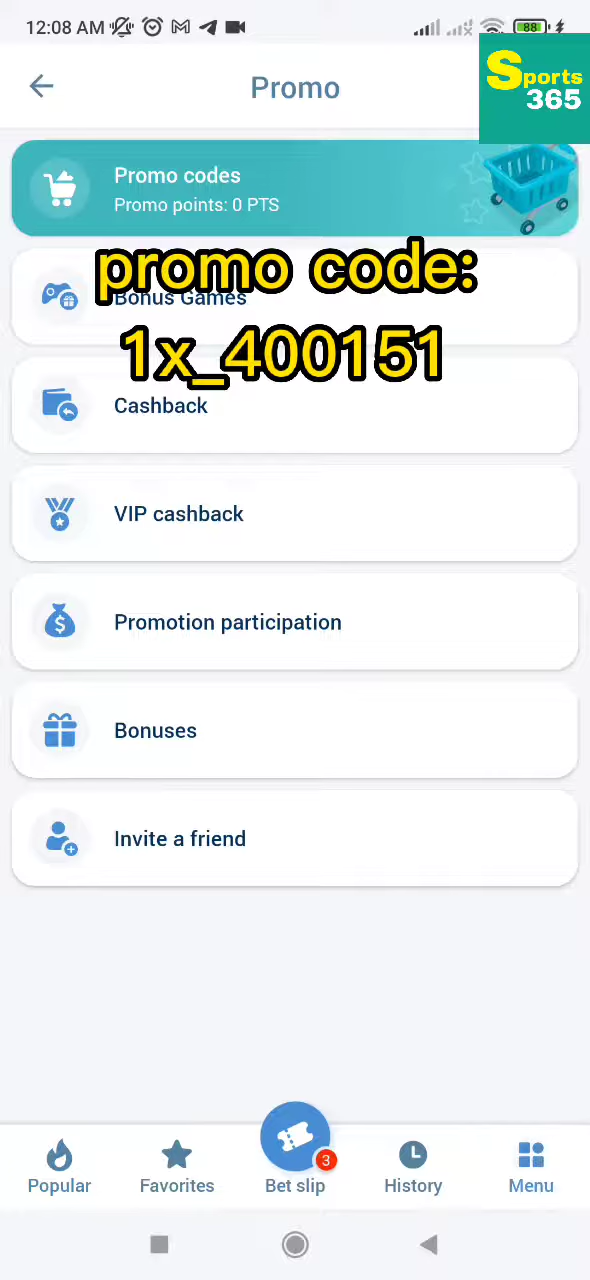 12:08 AM
88
Promo
Sports
365
Promo codes
Promo points: 0 PTS
promo code:
Bonus Games
1x_400151
Cashback
VIP cashback
Promotion participation
Bonuses
Invite a friend
3
Popular
Favorites
Bet slip
History
Menu